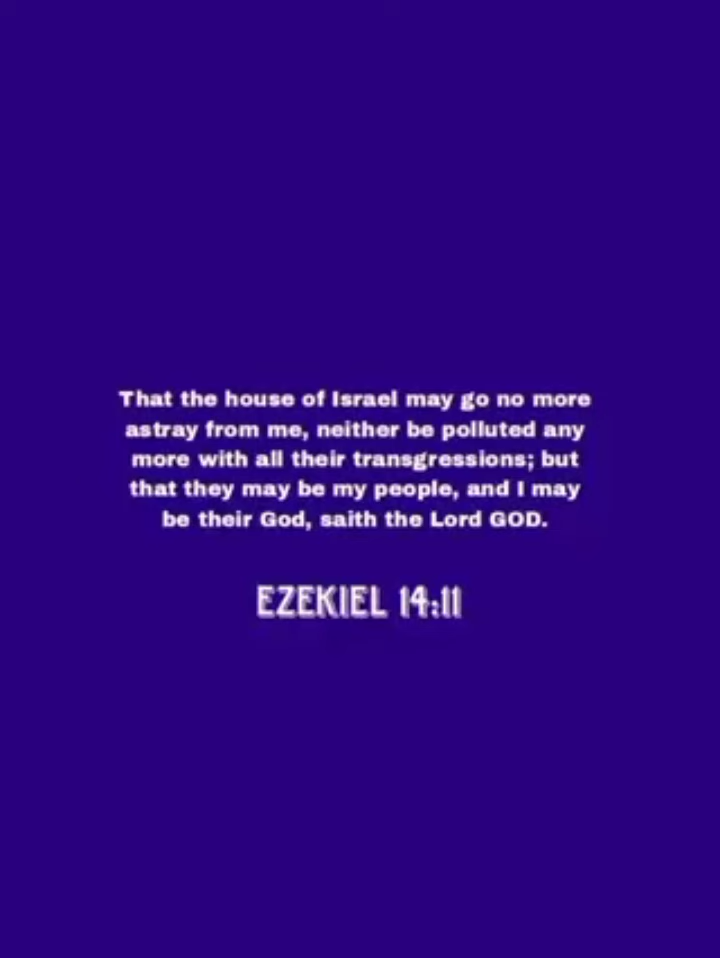 That the house of Israel may go no more
astray from me, neither be polluted any
more with all their transgressions; but
that they may be my people, and I may
be their God, saith the Lord GOD.
EZEKIEL 14:11